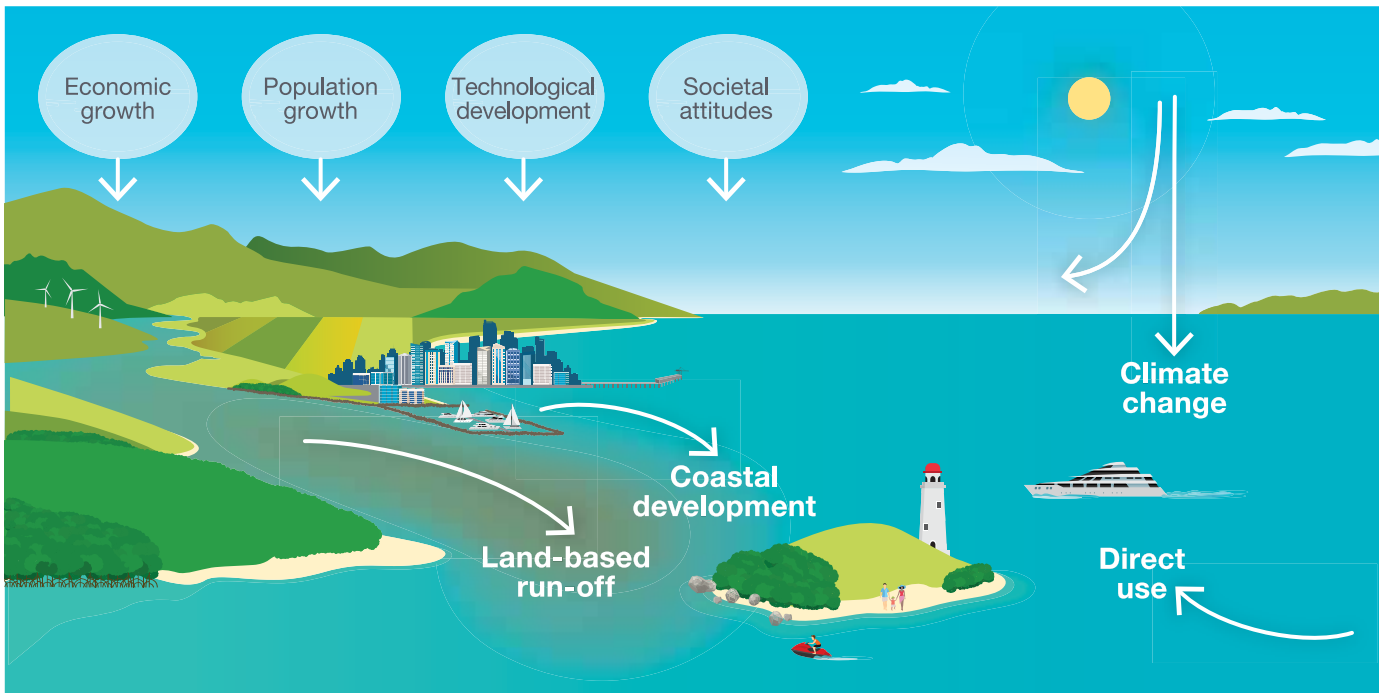 Economic
growth
Population
growth
Technological
development
Societal
attitudes
Climate
change
Coastal
development
Land-based
run-off
Direct
use